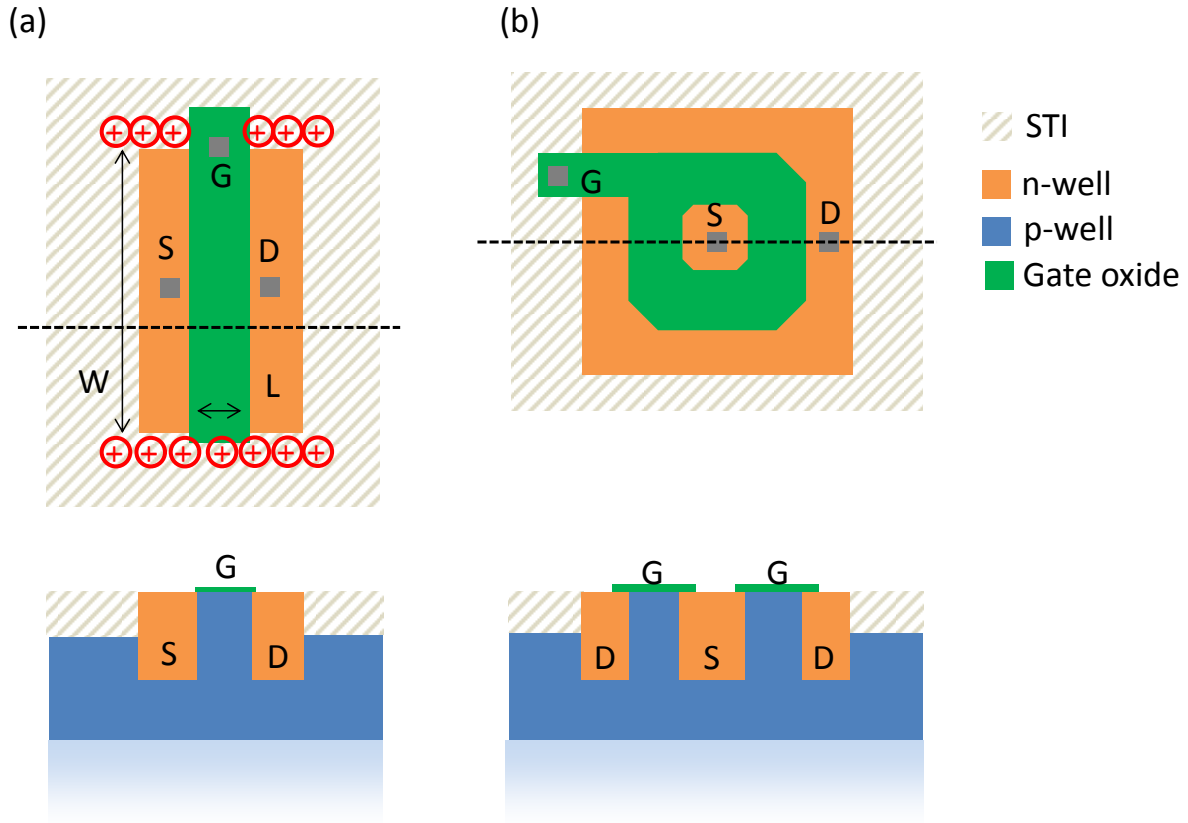 (a)
(b)
+ + + + + +
G
S
D
W
L
+ + + + + + +
G
S
D
STI
n-well
p-well
Gate oxide
G
S
D
G
G
D
S
D